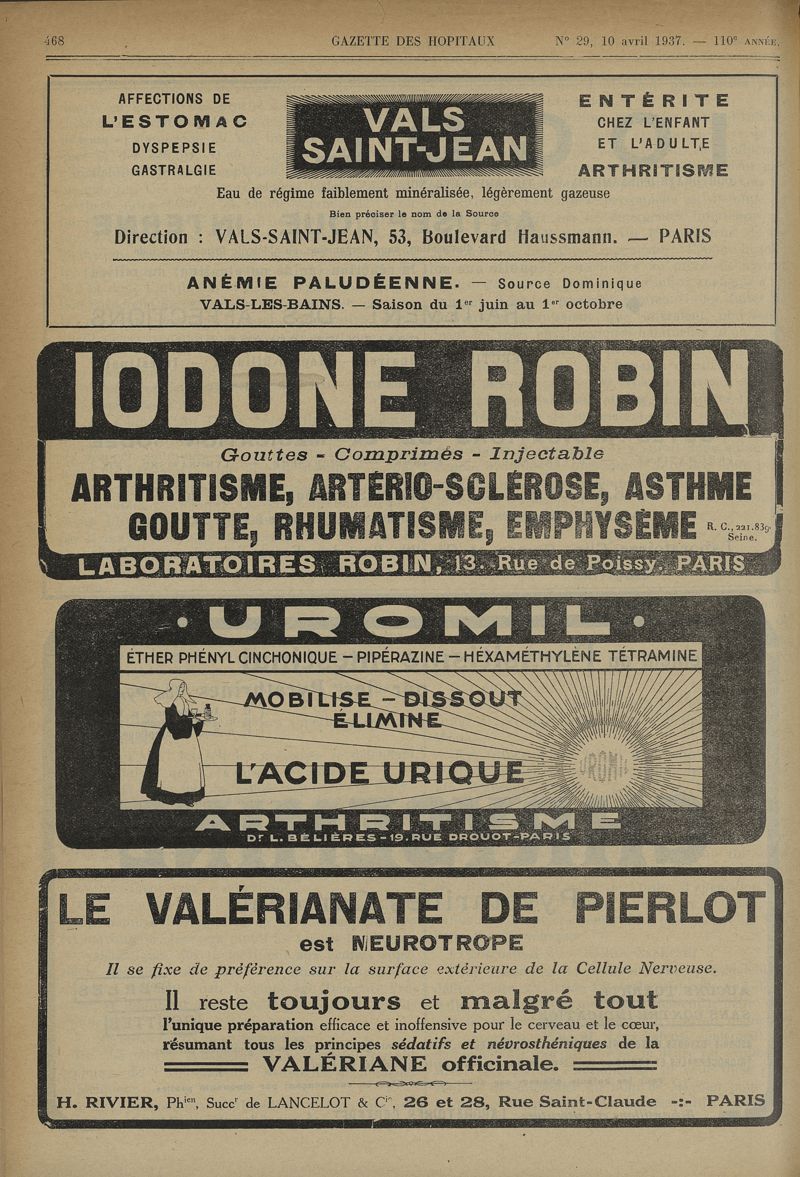 468 GAZETTE DES HOPITAUX N° 29, 10 avril 1937. — 110e ANNÉE.
AFFECTIONS DE
L'ESTOMAC
DYSPEPSIE
GASTRALGIE
VALS
SAINT-JEAN
ENTÉRITE
CHEZ L'ENFANT
ET L'ADULTE
ARTHRITISME
Eau de régime faiblement minéralisée, légèrement gazeuse
Bien préciser le nom de la Source
Direction : VALS-SAINT-JEAN, 53, Boulevard Haussmann. — PARIS
ANÉMIE PALUDÉENNE. — Source Dominique
VALS-LES-BAINS. — Saison du 1er juin au 1er octobre
IODONE ROBIN
Gouttes - Comprimés - Injectable
ARTHRITISME, ARTÉRIO-SCLÉROSE, ASTHME
GOUTTE, RHUMATISME, EMPHYSÈME R. C., 221.839.
Seine.
LABORATOIRES ROBIN, 13. Rue de Poissy. PARIS
· UROMIL ·
ÉTHER PHÉNYL CINCHONIQUE – PIPÉRAZINE – HÉXAMÉTHYLÈNE TÉTRAMINE
MOBILISE – DISSOUT
ÉLIMINE
L'ACIDE URIQUE
UROMIL
ARTHRITISME
Dr L. BÉLIÈRES - 19. RUE DROUOT - PARIS
LE VALÉRIANATE DE PIERLOT
est NEUROTROPE
Il se fixe de préférence sur la surface extérieure de la Cellule Nerveuse.
Il reste toujours et malgré tout
l'unique préparation efficace et inoffensive pour le cerveau et le cœur,
résumant tous les principes sédatifs et névrosthéniques de la
VALÉRIANE officinale.
H. RIVIER, Phien, Succr de LANCELOT & Cie, 26 et 28, Rue Saint-Claude -:- PARIS